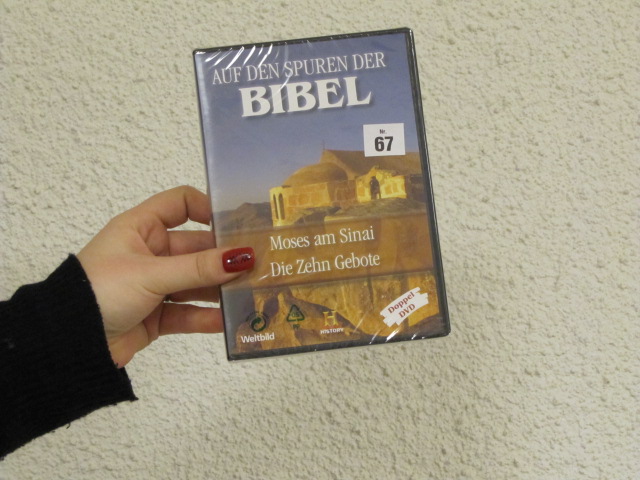 AUF DEN SPUREN DER
BIBEL
Nr.
67
Moses am Sinai
Die Zehn Gebote
Doppel
DVD
Weltbild
H
HISTORY